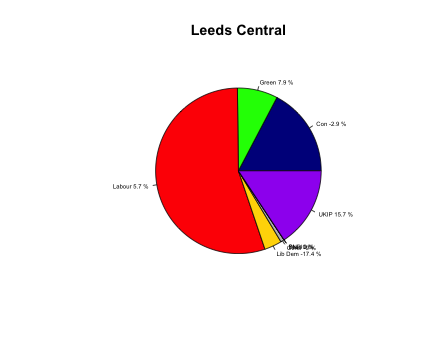 Leeds Central
Green 7.9 %
Con -2.9 %
Labour 5.7 %
UKIP 15.7 %
Lib Dem -17.4 %